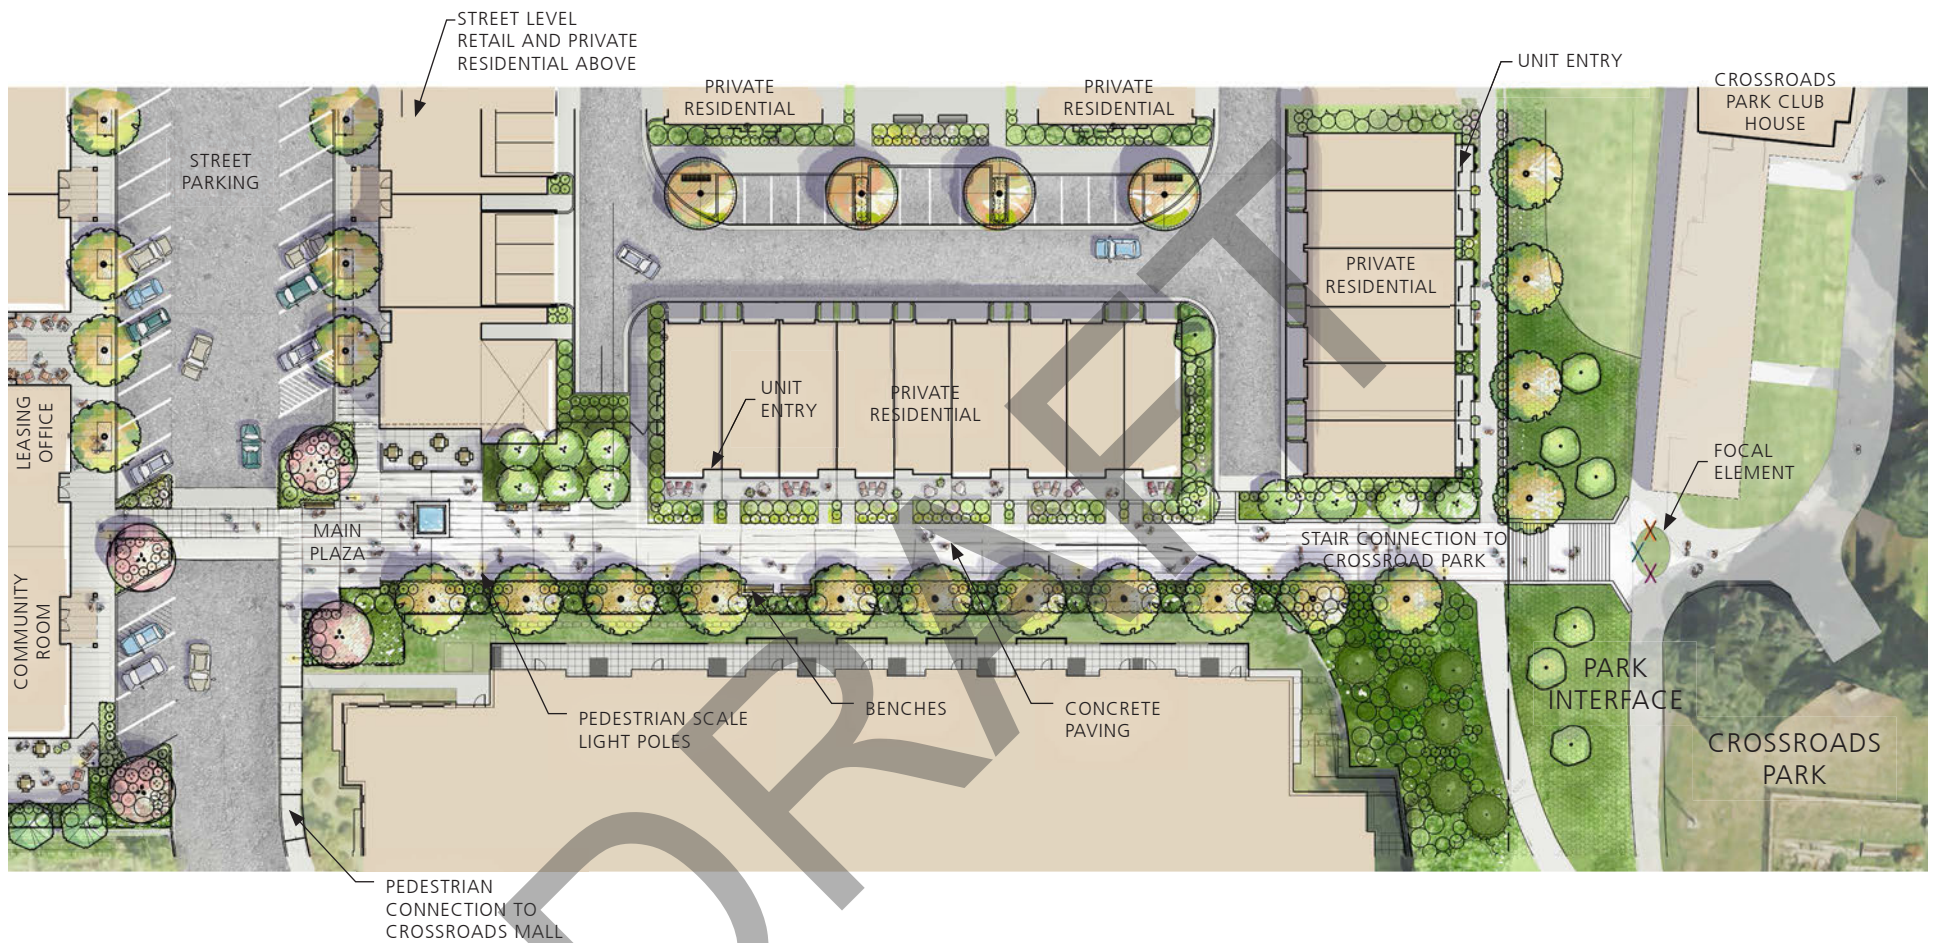 STREET LEVEL
RETAIL AND PRIVATE
RESIDENTIAL ABOVE
UNIT ENTRY
PRIVATE
RESIDENTIAL
PRIVATE
RESIDENTIAL
CROSSROADS
PARK CLUB
HOUSE
STREET
PARKING
PRIVATE
RESIDENTIAL
UNIT
ENTRY
PRIVATE
RESIDENTIAL
LEASING
OFFICE
FOCAL
ELEMENT
MAIN
PLAZA
STAIR CONNECTION TO
CROSSROAD PARK
COMMUNITY
ROOM
PARK
INTERFACE
PEDESTRIAN SCALE
LIGHT POLES
BENCHES
CONCRETE
PAVING
CROSSROADS
PARK
PEDESTRIAN
CONNECTION TO
CROSSROADS MALL
DRAFT